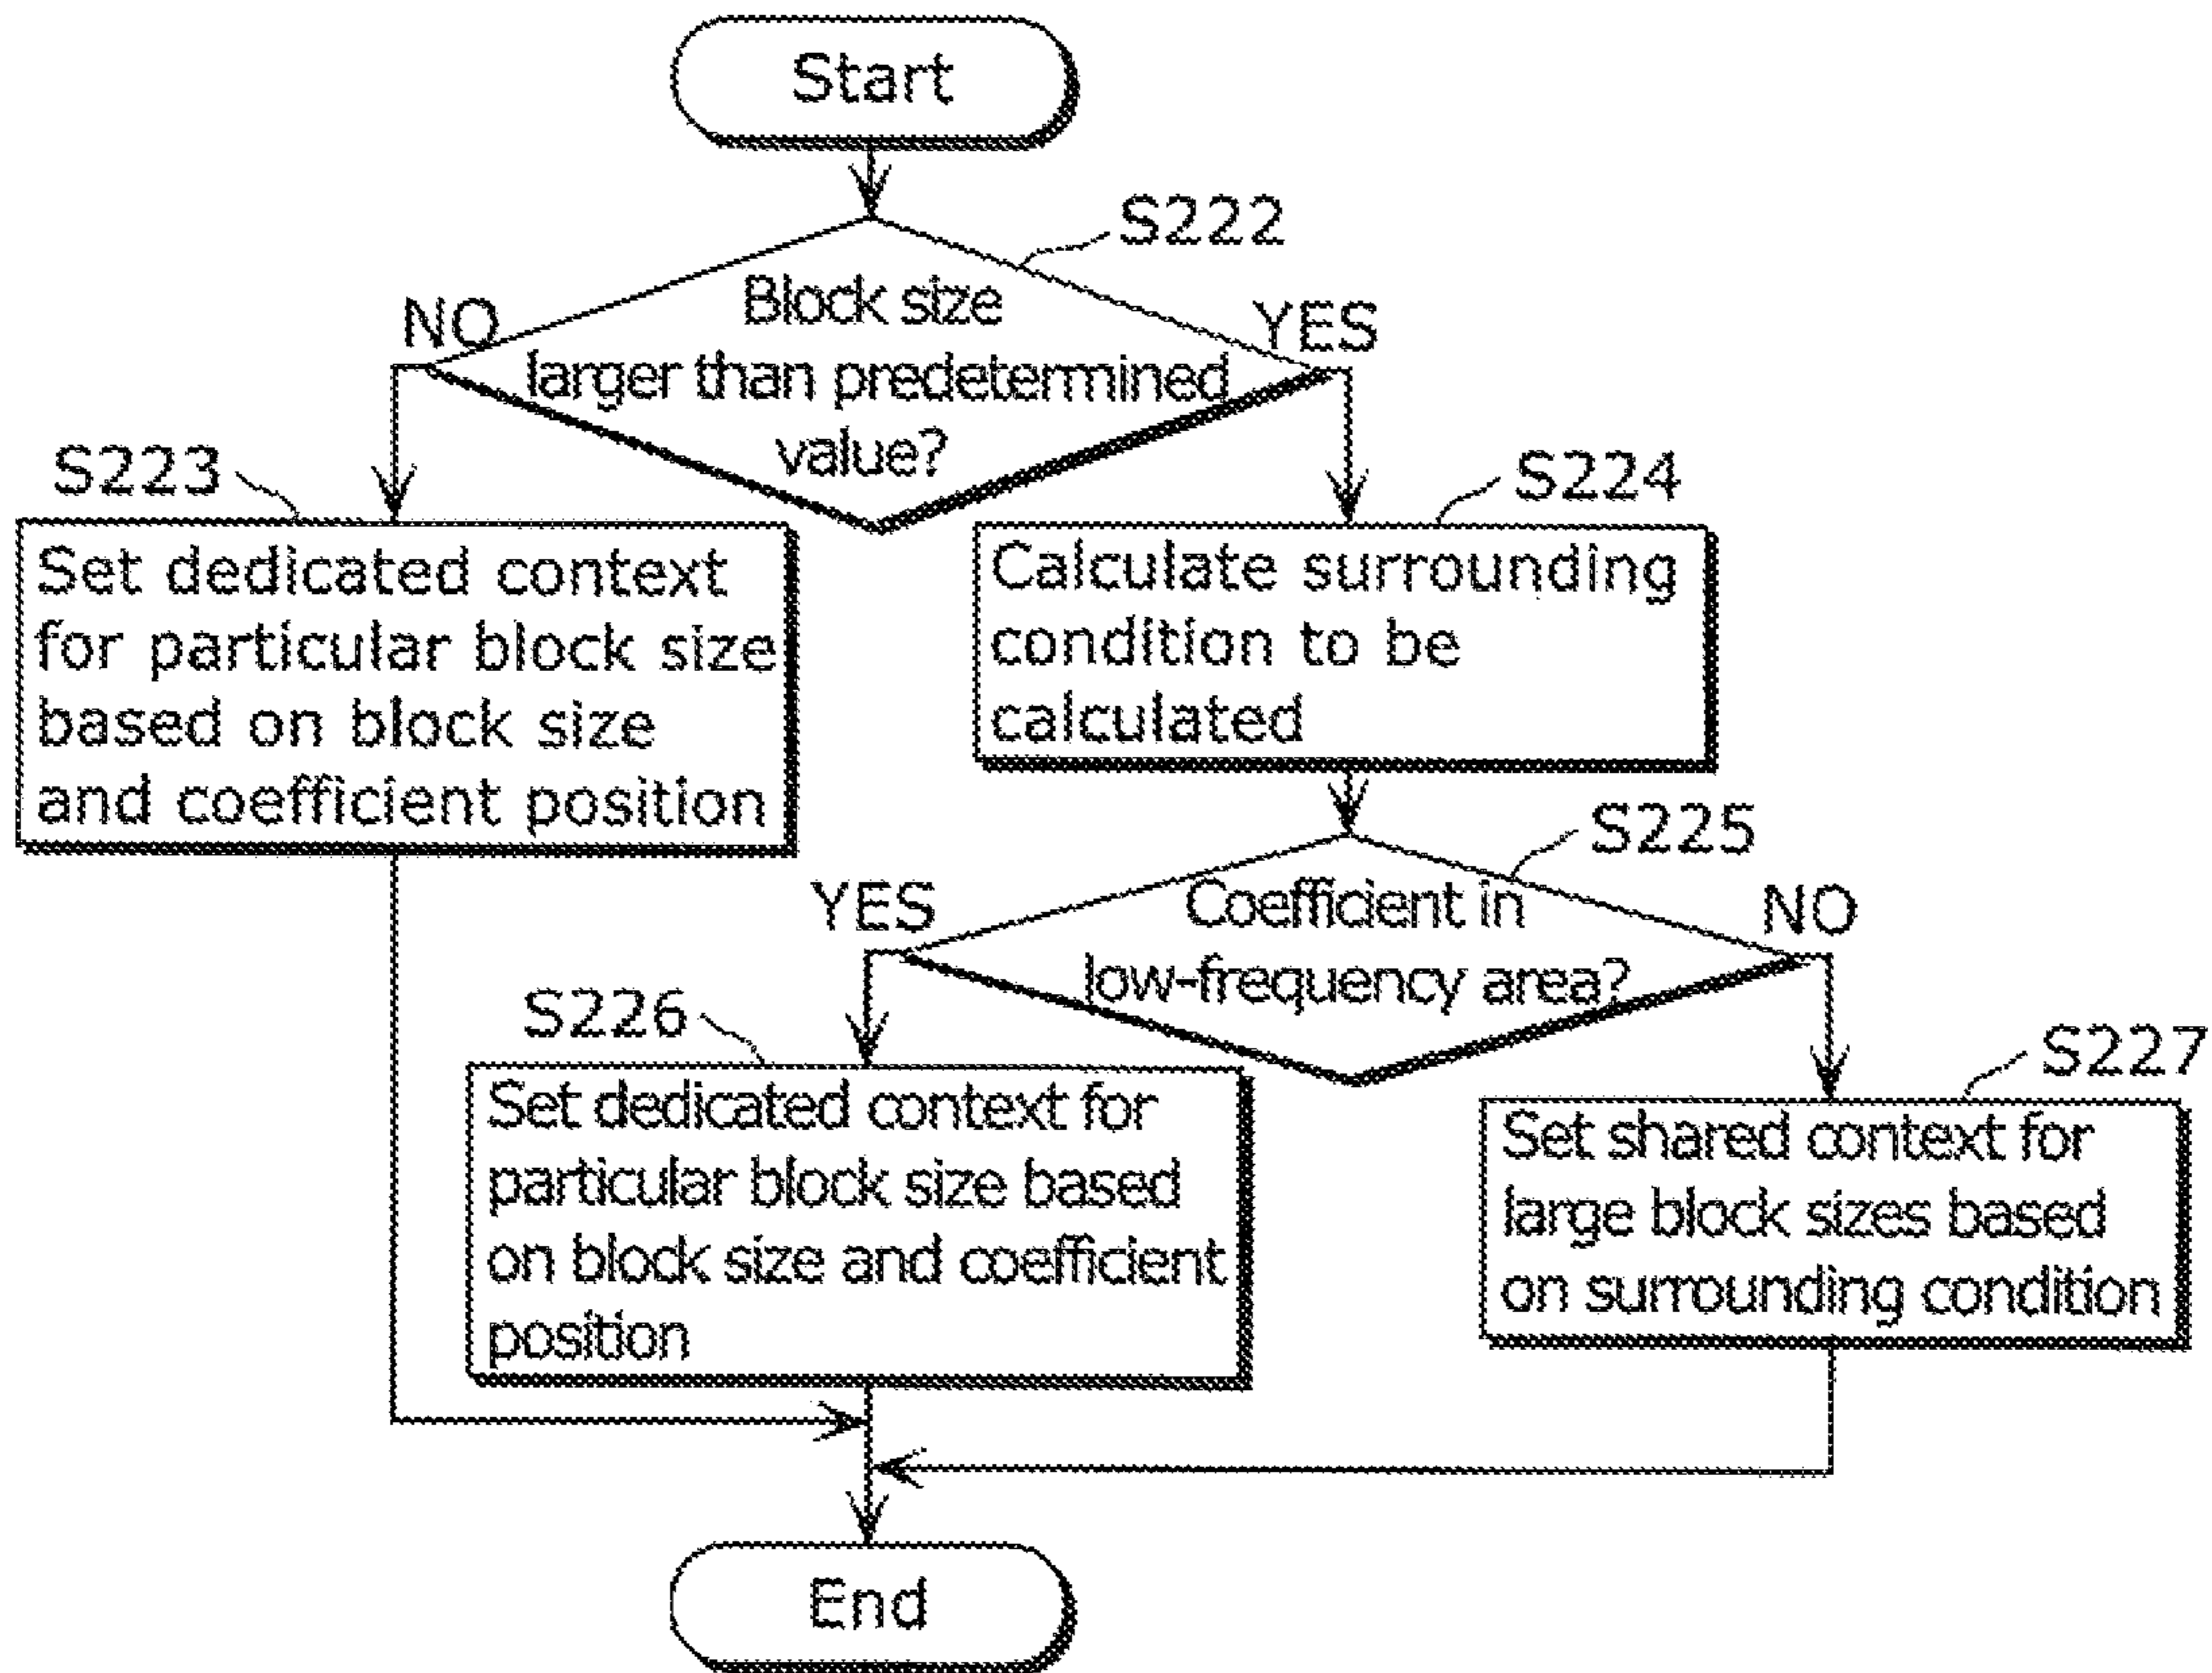 Start
S222
Block size
larger than predetermined
value?
NO
YES
S223
Set dedicated context
for particular block size
based on block size
and coefficient position
S224
Calculate surrounding
condition to be
calculated
S225
Coefficient in
low-frequency area?
YES
NO
S226
Set dedicated context for
particular block size based
on block size and coefficient
position
S227
Set shared context for
large block sizes based
on surrounding condition
End